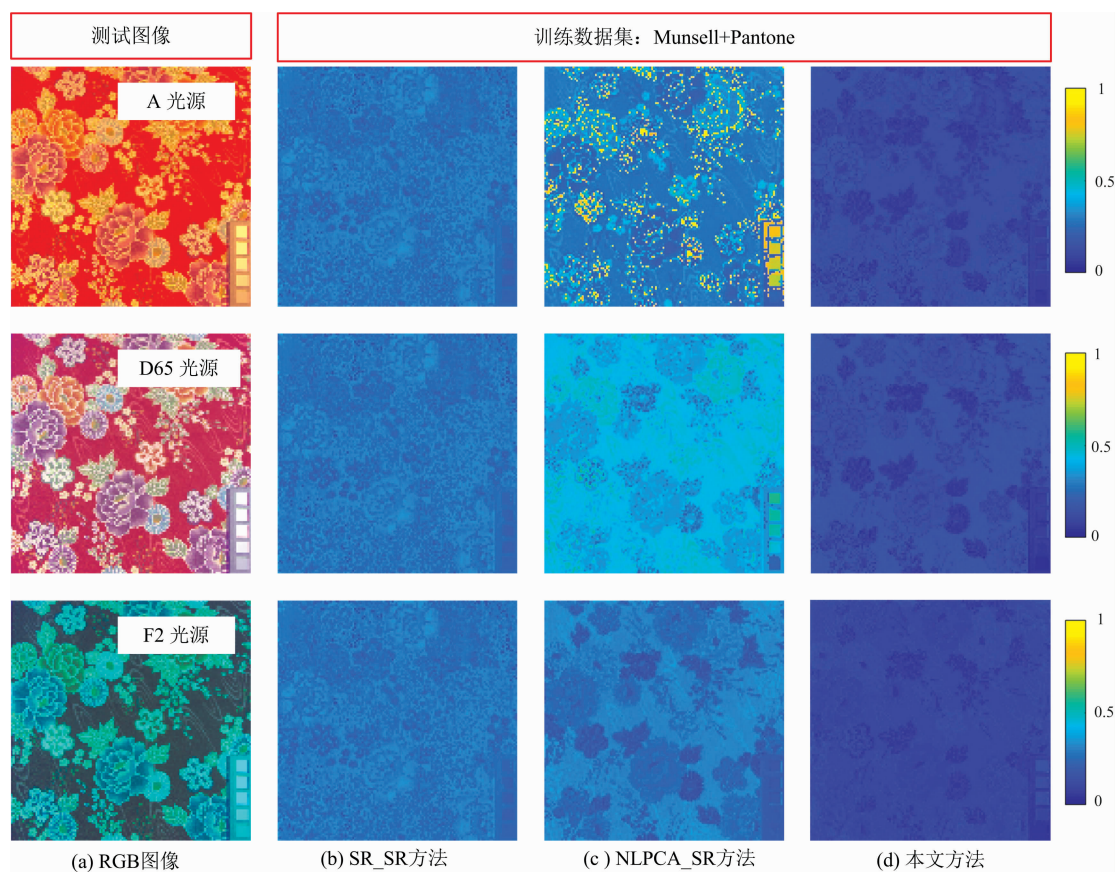 测试图像
训练数据集：Munsell+Pantone
A 光源
1
0.5
0
D65 光源
1
0.5
0
F2 光源
1
0.5
0
(a) RGB图像
(b) SR_SR方法
(c ) NLPCA_SR方法
(d) 本文方法